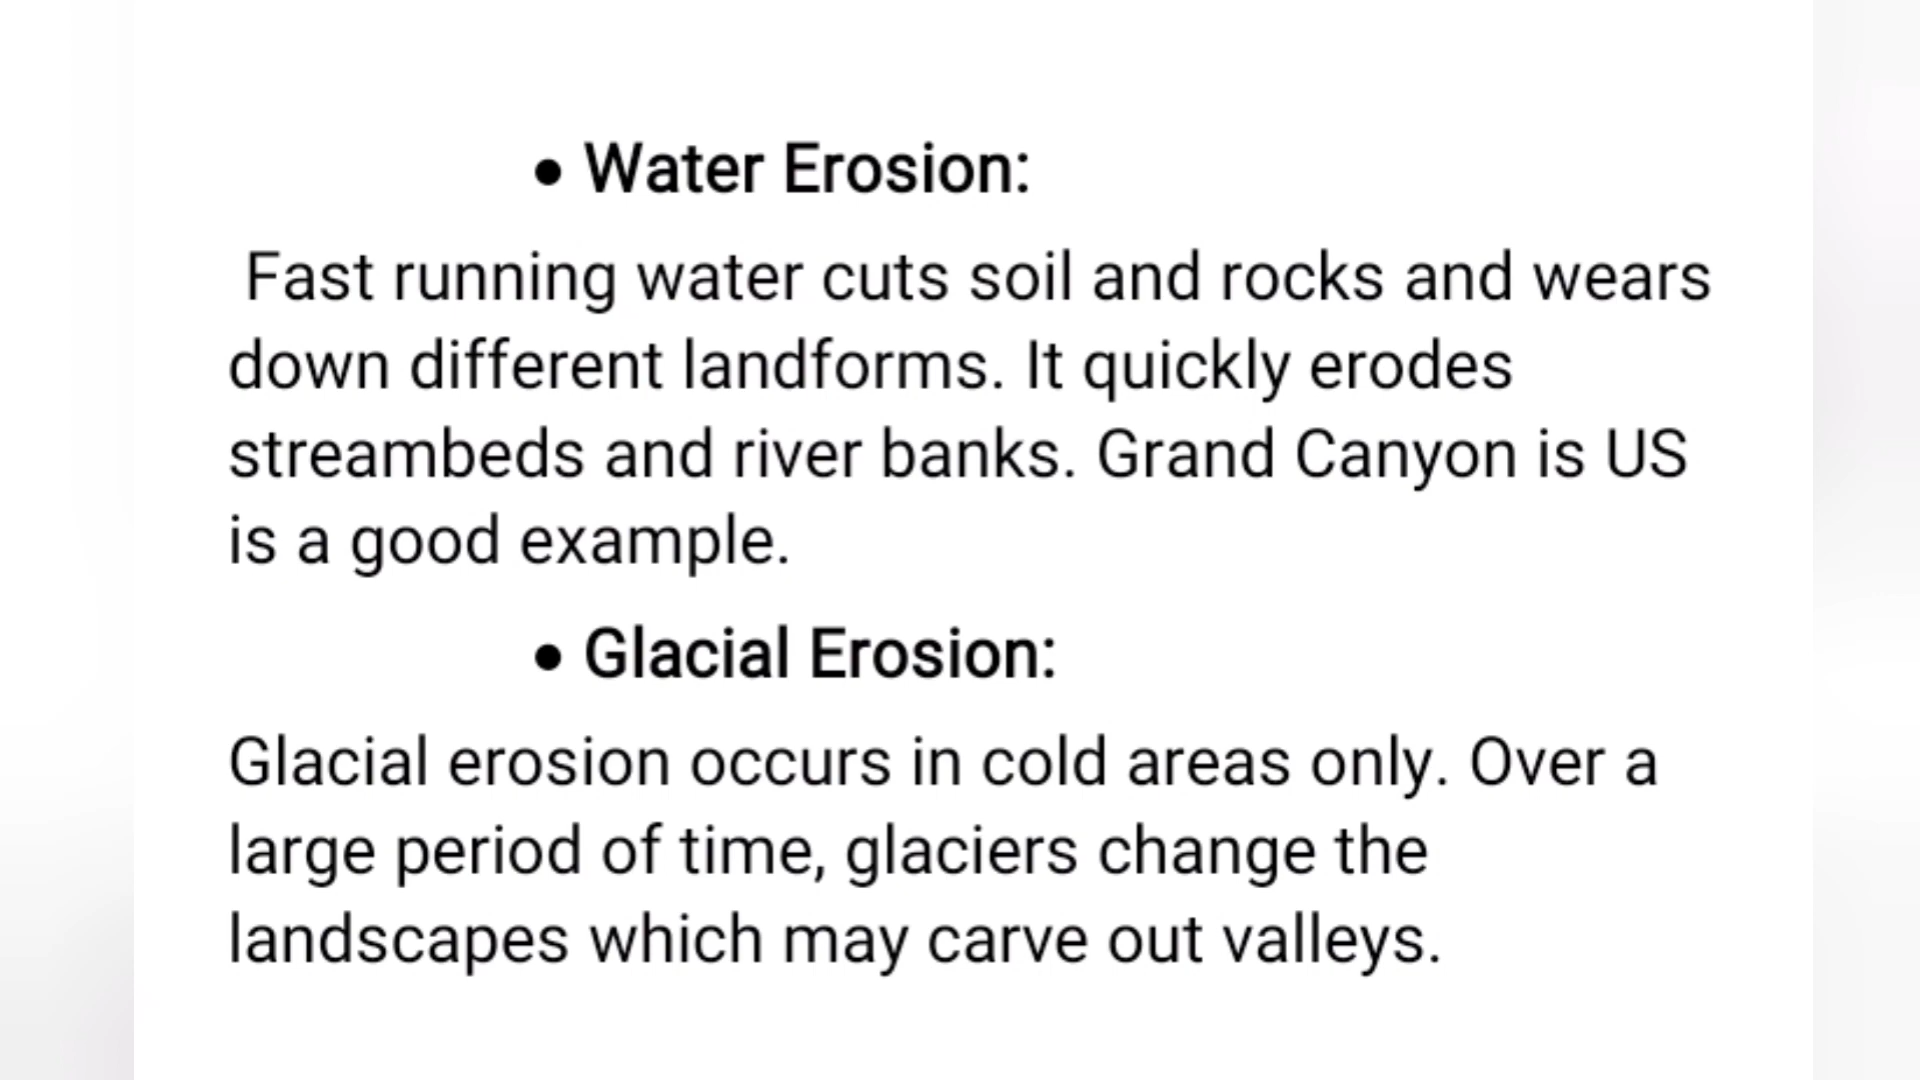 • Water Erosion:
Fast running water cuts soil and rocks and wears
down different landforms. It quickly erodes
streambeds and river banks. Grand Canyon is US
is a good example.
• Glacial Erosion:
Glacial erosion occurs in cold areas only. Over a
large period of time, glaciers change the
landscapes which may carve out valleys.